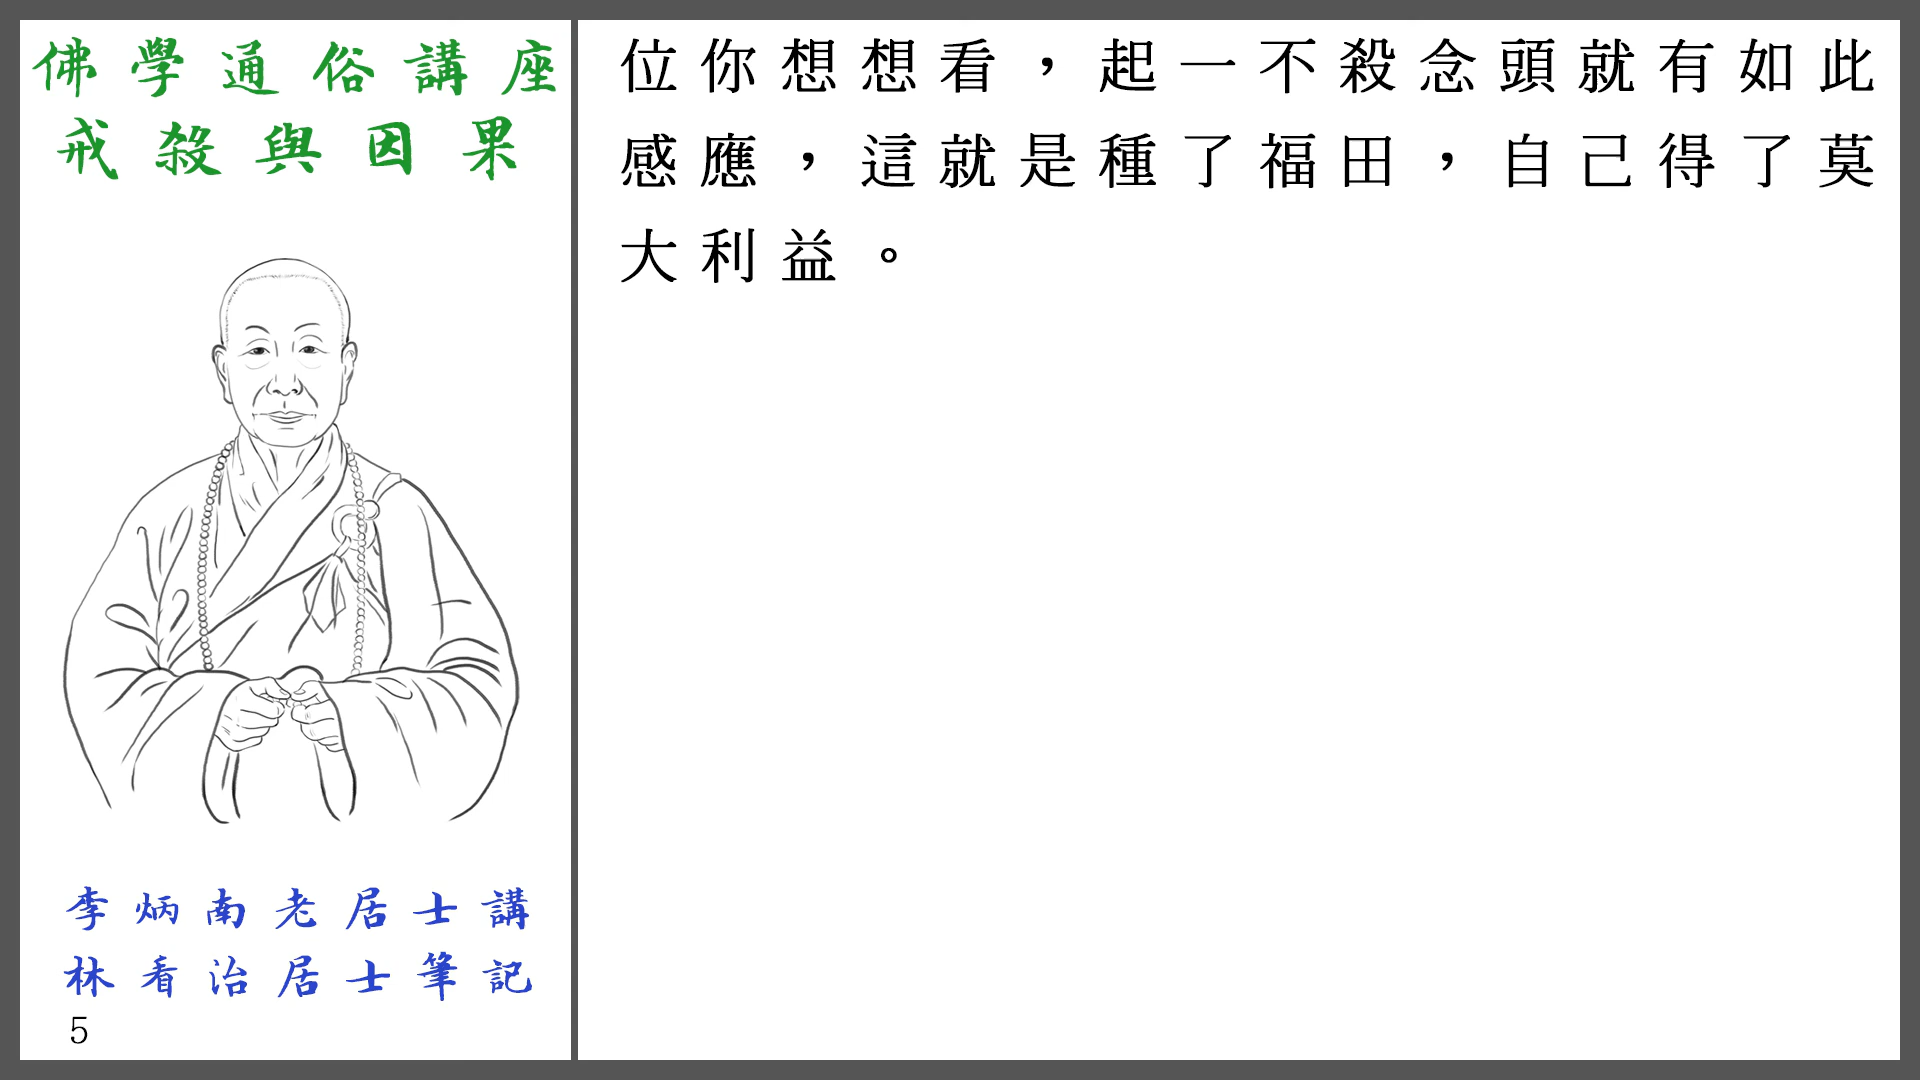 佛學通俗講座
戒殺與因果
李炳南老居士講
林看治居士筆記
5
位你想想看，起一不殺念頭就有如此
感應，這就是種了福田，自己得了莫
大利益。